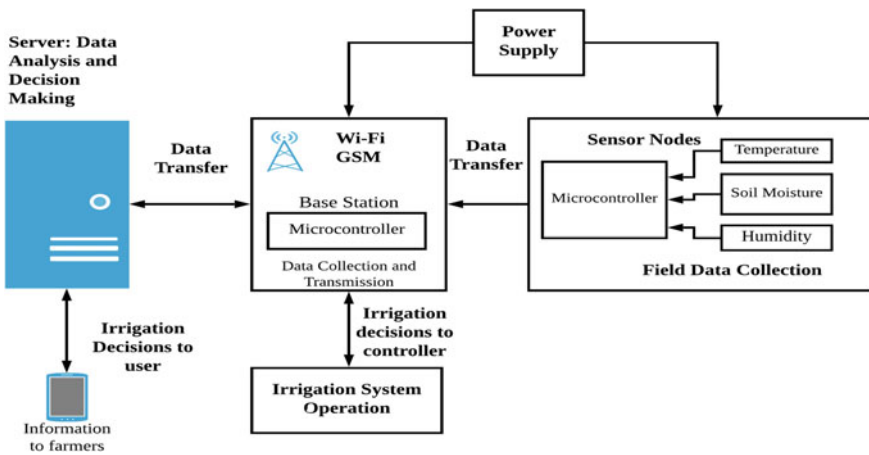 Server: Data
Analysis and
Decision
Making
Power
Supply
Data
Transfer
Wi-Fi
GSM
Base Station
Microcontroller
Data Collection and
Transmission
Data
Transfer
Sensor Nodes
Microcontroller
Temperature
Soil Moisture
Humidity
Field Data Collection
Irrigation
Decisions to
user
Irrigation
decisions to
controller
Irrigation System
Operation
Information
to farmers